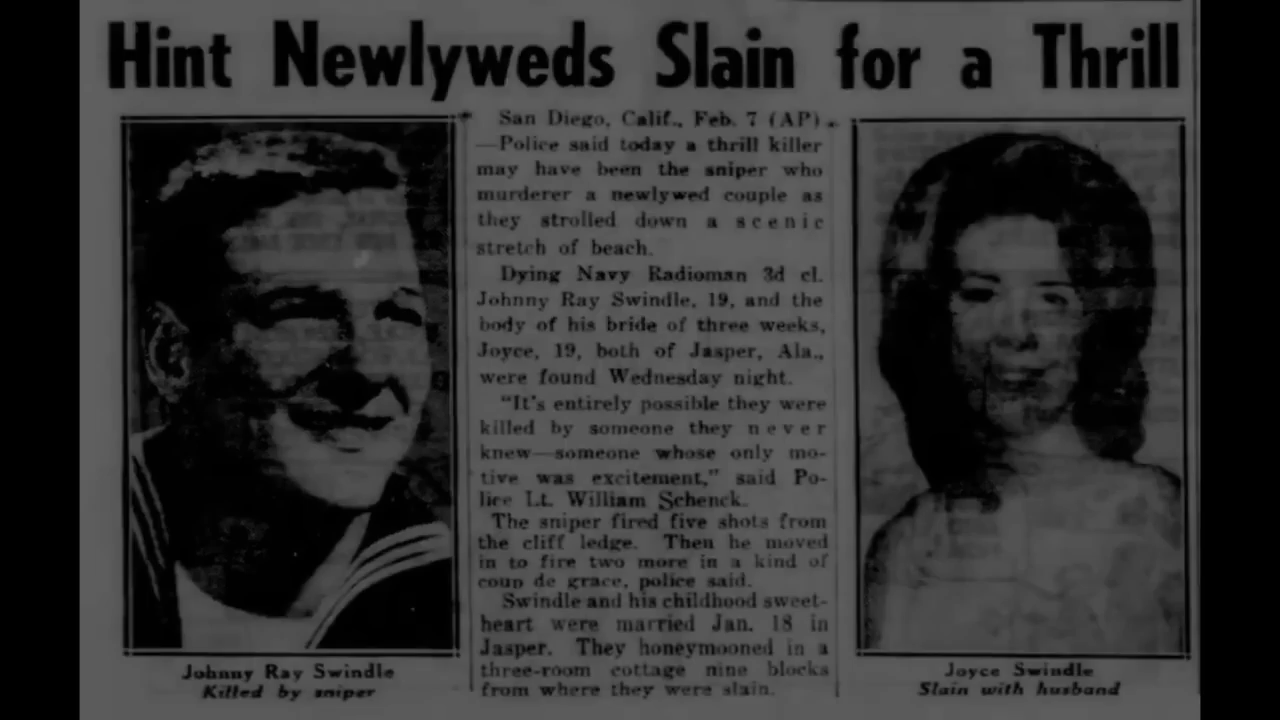 Hint Newlyweds Slain for a Thrill
San Diego, Calif., Feb. 7 (AP)
—Police said today a thrill killer
may have been the sniper who
murderer a newlywed couple as
they strolled down a scenic
stretch of beach.
Dying Navy Radioman 3d cl.
Johnny Ray Swindle, 19, and the
body of his bride of three weeks,
Joyce, 19, both of Jasper, Ala.,
were found Wednesday night.
"It's entirely possible they were
killed by someone they never
knew—someone whose only mo-
tive was excitement," said Po-
lice Lt. William Schenck.
The sniper fired five shots from
the cliff ledge. Then he moved
in to fire two more in a kind of
coup de grace, police said.
Swindle and his childhood sweet-
heart were married Jan. 18 in
Jasper. They honeymooned in a
three-room cottage nine blocks
from where they were slain.
Johnny Ray Swindle
Killed by sniper
Joyce Swindle
Slain with husband